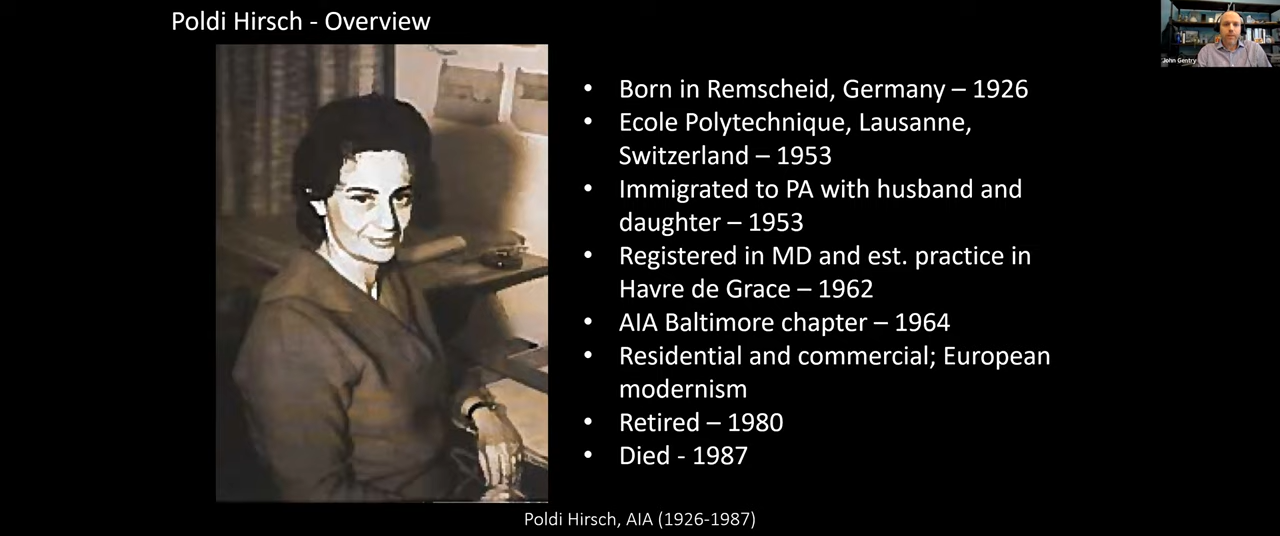 Poldi Hirsch - Overview
John Gentry
• Born in Remscheid, Germany – 1926
• Ecole Polytechnique, Lausanne,
Switzerland – 1953
• Immigrated to PA with husband and
daughter – 1953
• Registered in MD and est. practice in
Havre de Grace – 1962
• AIA Baltimore chapter – 1964
• Residential and commercial; European
modernism
• Retired – 1980
• Died - 1987
Poldi Hirsch, AIA (1926-1987)